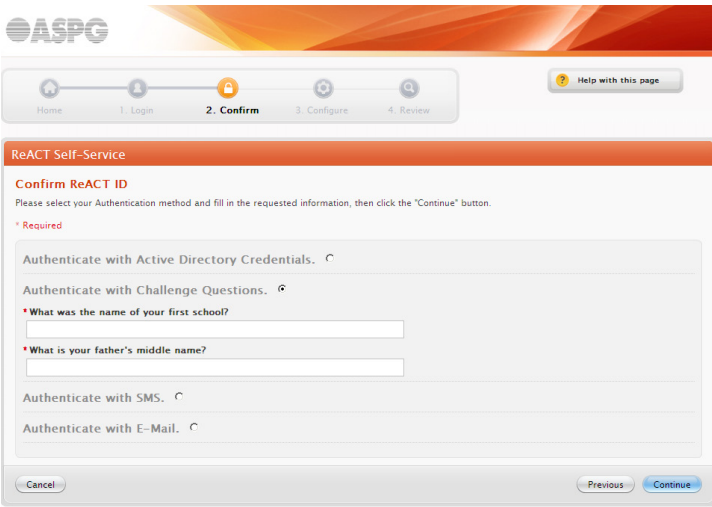 ASPG
Help with this page
Home 1. Login 2. Confirm 3. Configure 4. Review
ReACT Self-Service
Confirm ReACT ID
Please select your Authentication method and fill in the requested information, then click the "Continue" button.
* Required
Authenticate with Active Directory Credentials.
Authenticate with Challenge Questions.
* What was the name of your first school?
* What is your father's middle name?
Authenticate with SMS.
Authenticate with E-Mail.
Cancel Previous Continue